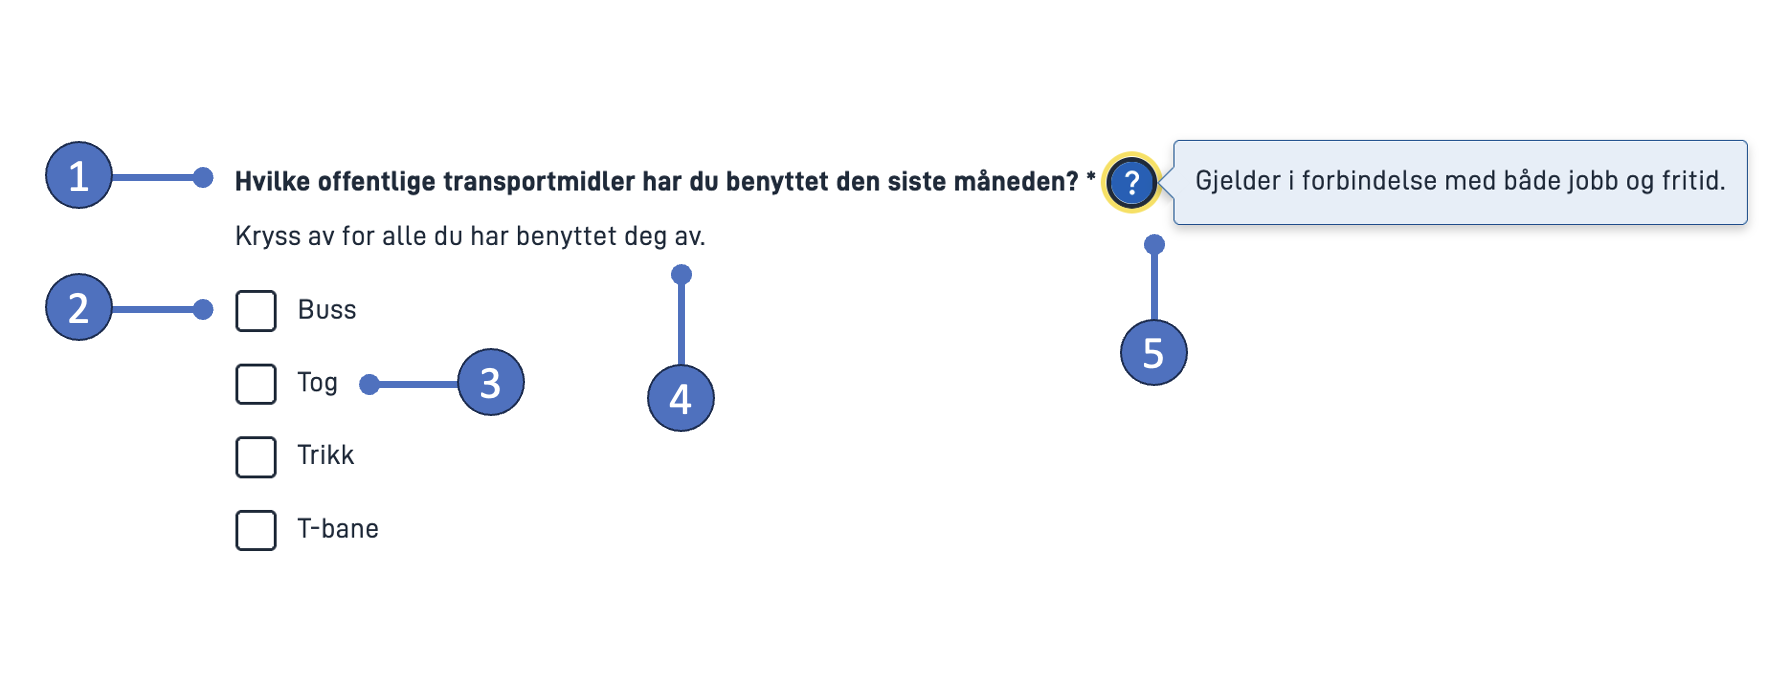 1 Hvilke offentlige transportmidler har du benyttet den siste måneden? * ? Gjelder i forbindelse med både jobb og fritid.
Kryss av for alle du har benyttet deg av.
2 Buss
Tog 3
4
5
Trikk
T-bane